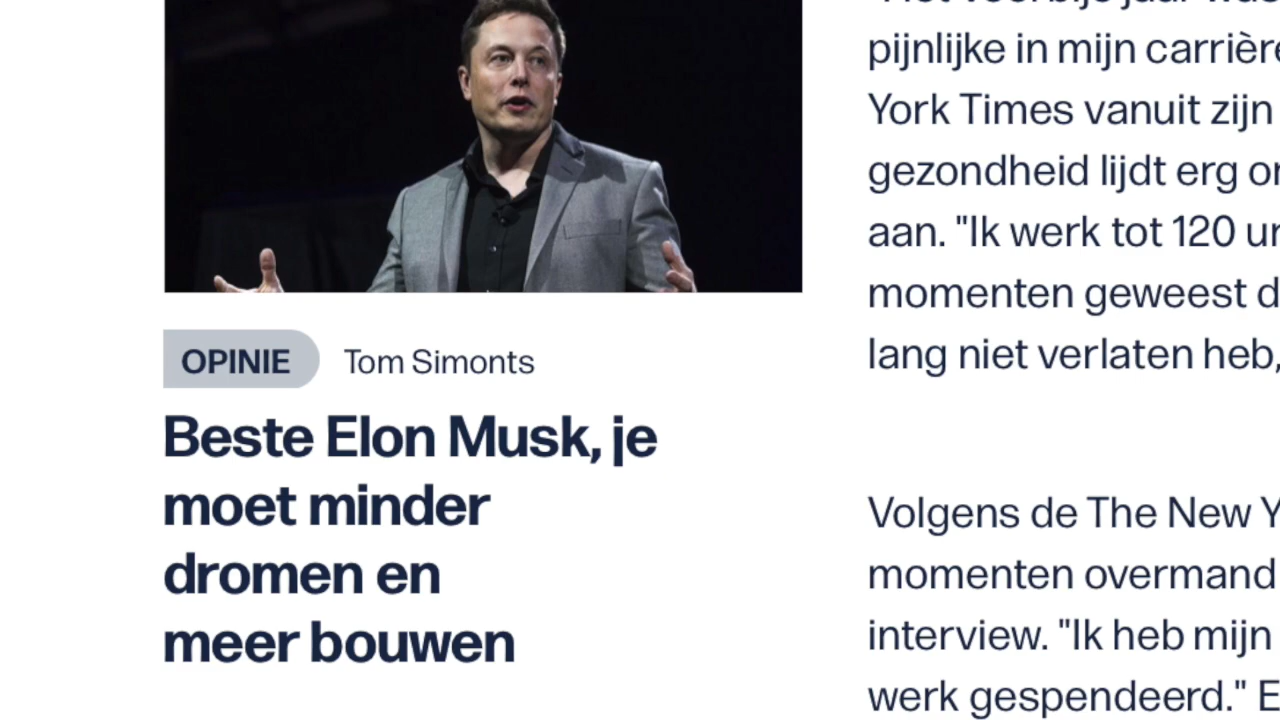 OPINIE Tom Simonts
Beste Elon Musk, je
moet minder
dromen en
meer bouwen
pijnlijke in mijn carrière
York Times vanuit zijn
gezondheid lijdt erg
aan. "Ik werk tot 120
momenten geweest
lang niet verlaten heb,
Volgens de The New
momenten overmand
interview. "Ik heb mijn
werk gespendeerd."